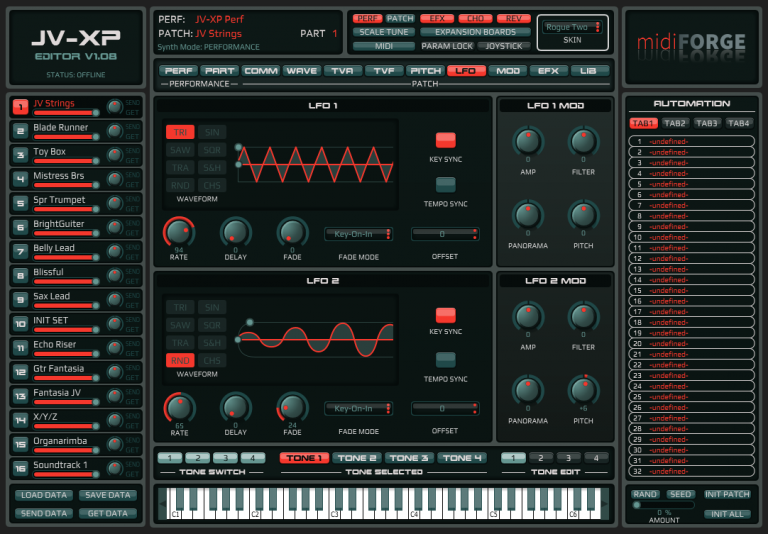 JV-XP
EDITOR V1.08
STATUS: OFFLINE
PERF: JV-XP Perf
PATCH: JV Strings PART 1
Synth Mode: PERFORMANCE
PERF PATCH EFX CHO REV
SCALE TUNE EXPANSION BOARDS
MIDI PARAM LOCK JOYSTICK
Rogue Two
SKIN
midiFORGE
PERF PART COMM WAVE TVA TVF PITCH LFO MOD EFX LIB
PERFORMANCE PATCH
1 JV Strings SEND GET
2 Blade Runner SEND GET
3 Toy Box SEND GET
4 Mistress Brs SEND GET
5 Spr Trumpet SEND GET
6 BrightGuiter SEND GET
7 Belly Lead SEND GET
8 Blissful SEND GET
9 Sax Lead SEND GET
10 INIT SET SEND GET
11 Echo Riser SEND GET
12 Gtr Fantasia SEND GET
13 Fantasia JV SEND GET
14 X/Y/Z SEND GET
15 Organarimba SEND GET
16 Soundtrack 1 SEND GET
LOAD DATA SAVE DATA
SEND DATA GET DATA
LFO 1
TRI SIN
SAW SQR
TRA S&H
RND CHS
WAVEFORM
KEY SYNC
TEMPO SYNC
94 0 0 Key-On-In 0
RATE DELAY FADE FADE MODE OFFSET
LFO 1 MOD
0 0
AMP FILTER
0 0
PANORAMA PITCH
LFO 2
TRI SIN
SAW SQR
TRA S&H
RND CHS
WAVEFORM
KEY SYNC
TEMPO SYNC
65 0 24 Key-On-In 0
RATE DELAY FADE FADE MODE OFFSET
LFO 2 MOD
0 0
AMP FILTER
0 -6
PANORAMA PITCH
1 2 3 4 TONE 1 TONE 2 TONE 3 TONE 4 1 2 3 4
TONE SWITCH TONE SELECTED TONE EDIT
C1 C2 C3 C4 C5 C6
AUTOMATION
TAB1 TAB2 TAB3 TAB4
1 -undefined-
2 -undefined-
3 -undefined-
4 -undefined-
5 -undefined-
6 -undefined-
7 -undefined-
8 -undefined-
9 -undefined-
10 -undefined-
11 -undefined-
12 -undefined-
13 -undefined-
14 -undefined-
15 -undefined-
16 -undefined-
17 -undefined-
18 -undefined-
19 -undefined-
20 -undefined-
21 -undefined-
22 -undefined-
23 -undefined-
24 -undefined-
25 -undefined-
26 -undefined-
27 -undefined-
28 -undefined-
29 -undefined-
30 -undefined-
31 -undefined-
32 -undefined-
RAND SEED INIT PATCH
0 %
AMOUNT INIT ALL